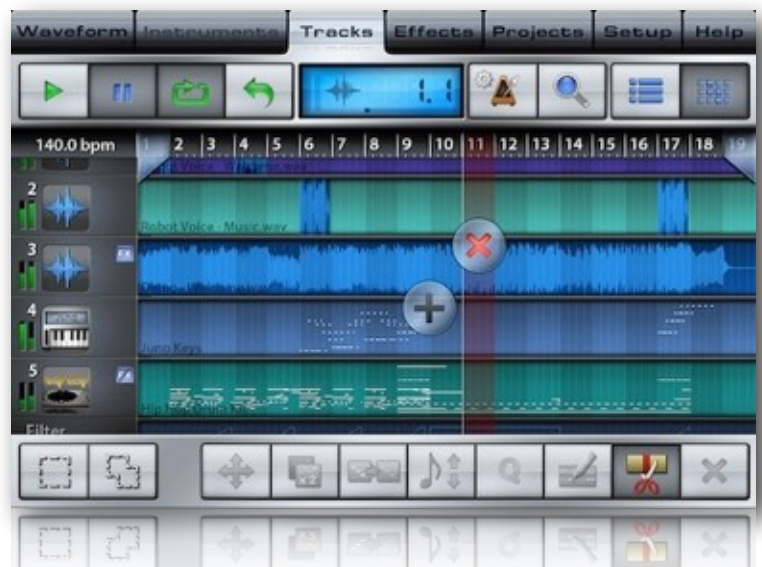 Waveform Instruments Tracks Effects Projects Setup Help
1. 1
140.0 bpm 1 2 3 4 5 6 7 8 9 10 11 12 13 14 15 16 17 18 19
2
Robot Voice - Music.wav
3
FX
4
Juno Keys
5
FX
Filter
Q